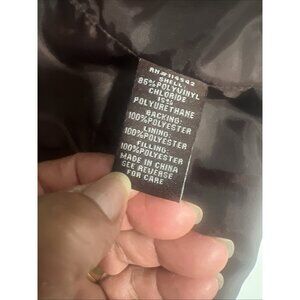 RN#114942
SHELL:
85%POLYVINYL
CHLORIDE
15%
POLYURETHANE
BACKING:
100%POLYESTER
LINING:
100%POLYESTER
FILLING:
100%POLYESTER
MADE IN CHINA
SEE REVERSE
FOR CARE